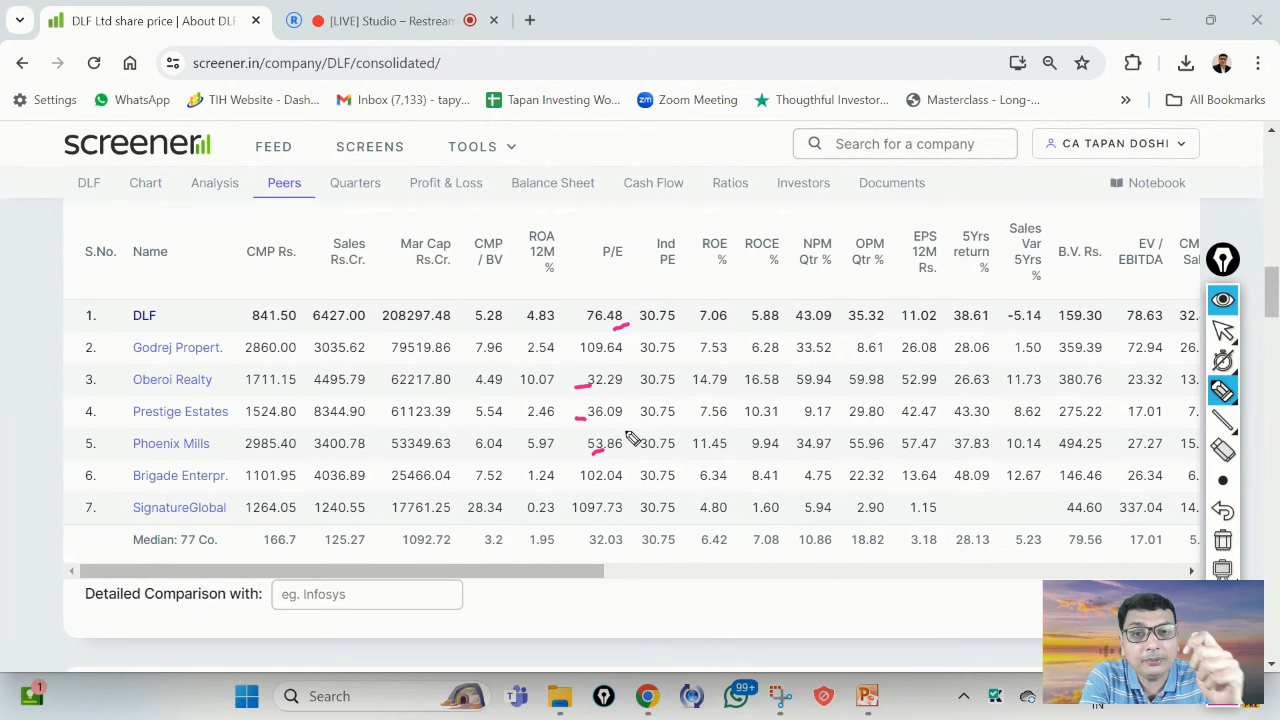 DLF Ltd share price | About DLF
[LIVE] Studio – Restream
screener.in/company/DLF/consolidated/
Settings WhatsApp TIH Website - Dash... Inbox (7,133) - tapy... Tapan Investing Wo... Zoom Meeting Thougthful Investor... Masterclass - Long-... All Bookmarks
screener FEED SCREENS TOOLS Search for a company CA TAPAN DOSHI
DLF Chart Analysis Quarters Profit & Loss Balance Sheet Cash Flow Ratios Investors Documents Notebook Peers
S.No. Name CMP Rs. Sales Rs.Cr. Mar Cap Rs.Cr. CMP / BV ROA 12M % P/E Ind PE ROE % ROCE % NPM Qtr % OPM Qtr % EPS 12M Rs. 5Yrs return % Sales Var 5Yrs % B.V. Rs. EV / EBITDA CM Sal
1. DLF 841.50 6427.00 208297.48 5.28 4.83 76.48 30.75 7.06 5.88 43.09 35.32 11.02 38.61 -5.14 159.30 78.63 32.
2. Godrej Propert. 2860.00 3035.62 79519.86 7.96 2.54 109.64 30.75 7.53 6.28 33.52 8.61 26.08 28.06 1.50 359.39 72.94 26.
3. Oberoi Realty 1711.15 4495.79 62217.80 4.49 10.07 32.29 30.75 14.79 16.58 59.94 59.98 52.99 26.63 11.73 380.76 23.32 13.
4. Prestige Estates 1524.80 8344.90 61123.39 5.54 2.46 36.09 30.75 7.56 10.31 9.17 29.80 42.47 43.30 8.62 275.22 17.01 7.
5. Phoenix Mills 2985.40 3400.78 53349.63 6.04 5.97 53.86 30.75 11.45 9.94 34.97 55.96 57.47 37.83 10.14 494.25 27.27 15.
6. Brigade Enterpr. 1101.95 4036.89 25466.04 7.52 1.24 102.04 30.75 6.34 8.41 4.75 22.32 13.64 48.09 12.67 146.46 26.34 6.
7. SignatureGlobal 1264.05 1240.55 17761.25 28.34 0.23 1097.73 30.75 4.80 1.60 5.94 2.90 1.15 44.60 337.04 14.
Median: 77 Co. 166.7 125.27 1092.72 3.2 1.95 32.03 30.75 6.42 7.08 10.86 18.82 3.18 28.13 5.23 79.56 17.01 5.
Detailed Comparison with: eg. Infosys
1 Search 99+